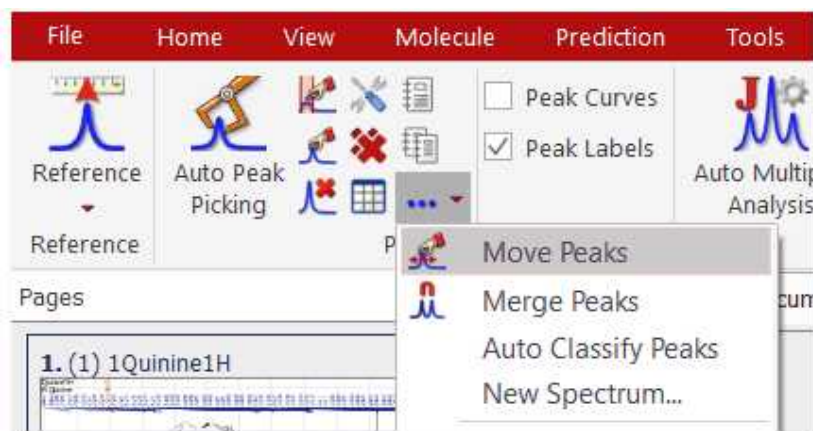 File Home View Molecule Prediction Tools
Reference
Auto Peak
Picking
Peak Curves
Peak Labels
Auto Multip
Analysis
Reference
P
Move Peaks
Merge Peaks
Auto Classify Peaks
New Spectrum...
Pages
cum
1. (1) 1Quinine1H